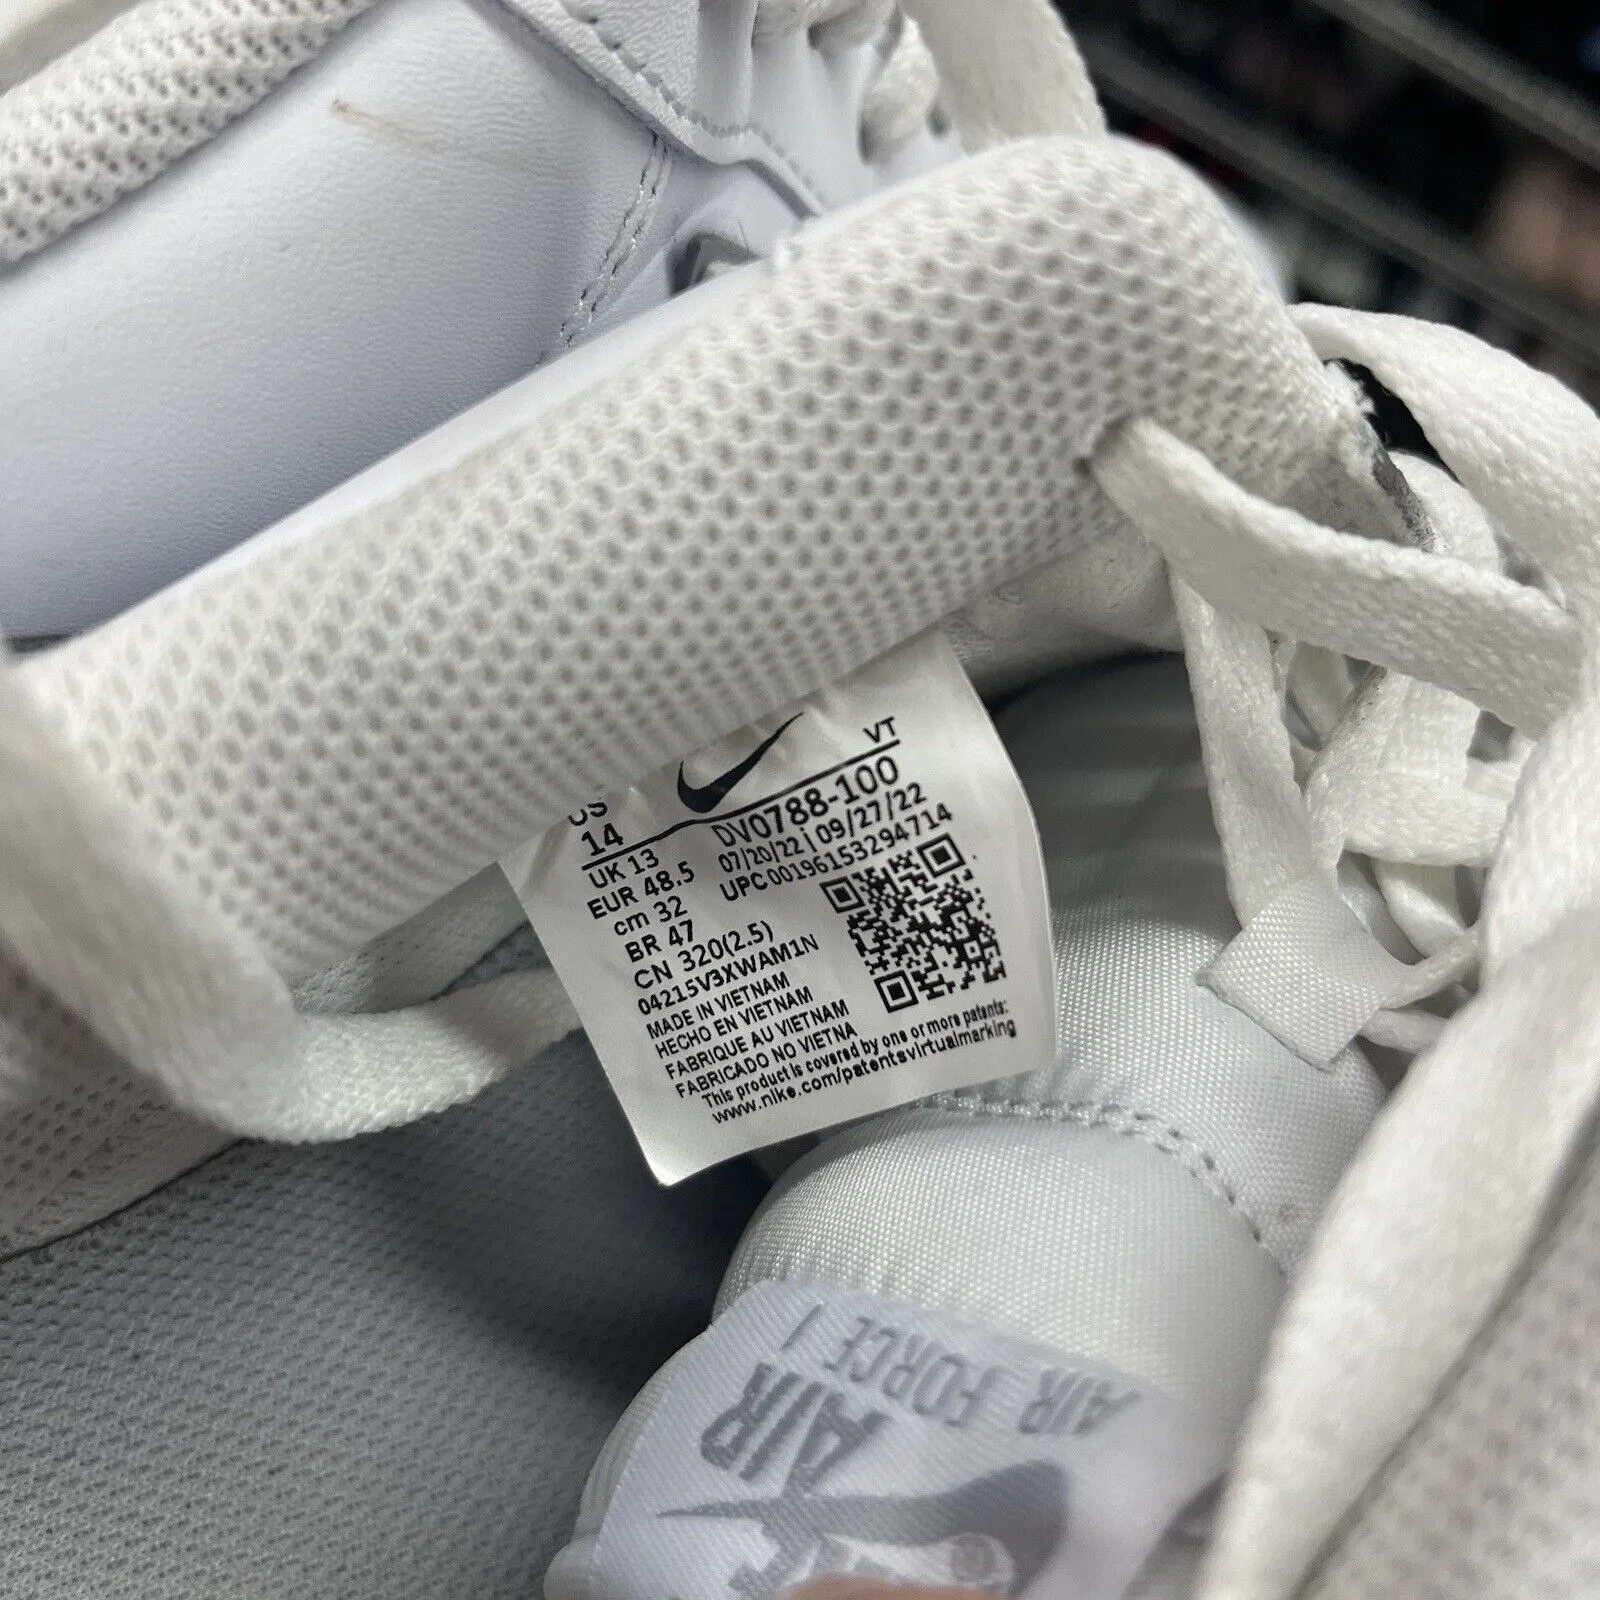 US
14
UK 13
EUR 48.5
cm 32
BR 47
CN 320(2.5)
VT
DV0788-100
07/20/22 | 09/27/22
UPC00196153294714
04215V3XWAM1N
MADE IN VIETNAM
HECHO EN VIETNAM
FABRIQUE AU VIETNAM
FABRICADO NO VIETNA
This product is covered by one or more patents:
www.nike.com/patentsvirtualmarking
AIR FORCE 1
AIR